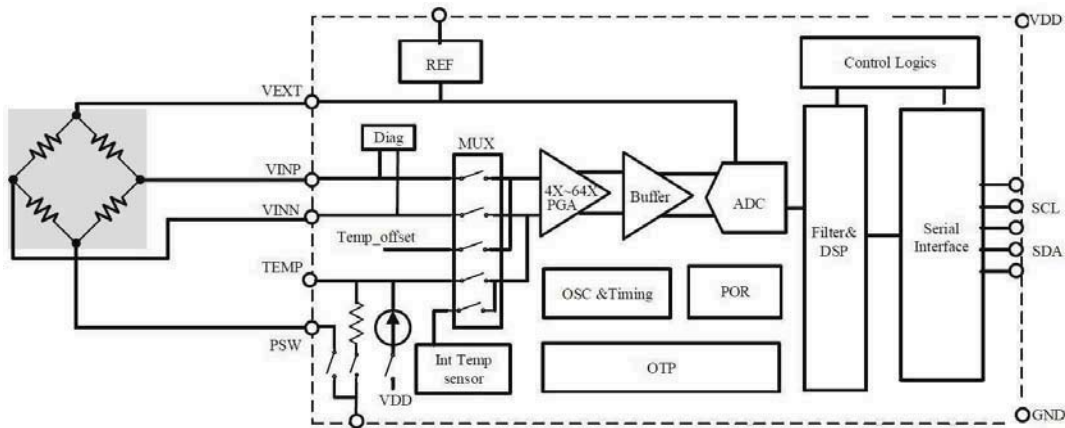 VDD
REF
Control Logics
VEXT
Diag
MUX
VINP
4X~64X
PGA
Buffer
ADC
VINN
SCL
Temp_offset
Filter&
DSP
Serial
Interface
SDA
TEMP
OSC &Timing
POR
PSW
Int Temp
sensor
OTP
VDD
GND